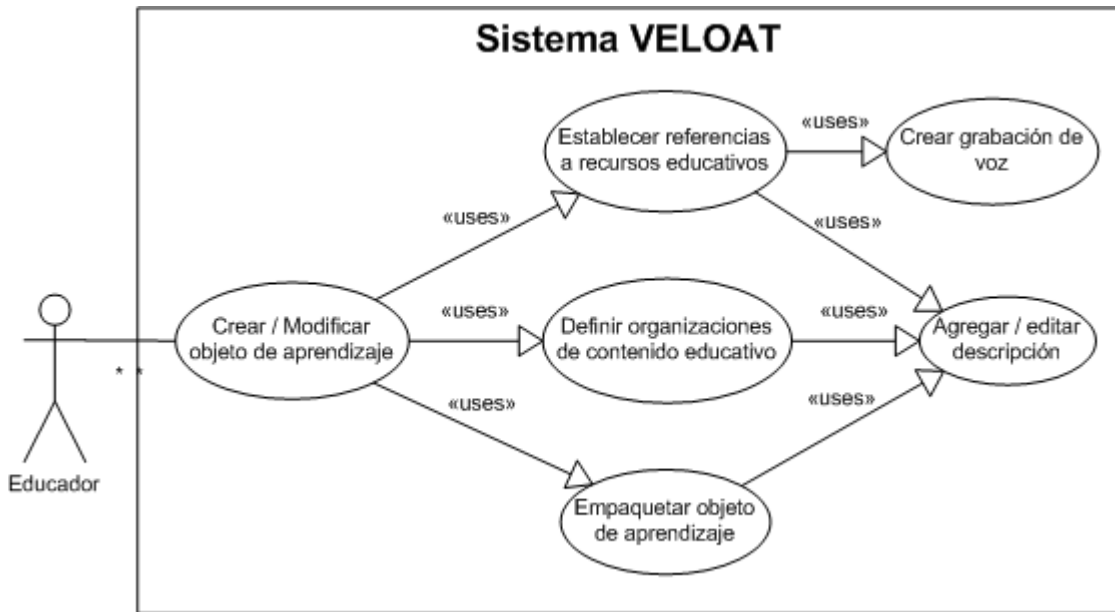 Sistema VELOAT
Establecer referencias
a recursos educativos
«uses»
Crear grabación de
voz
«uses»
«uses»
Crear / Modificar
objeto de aprendizaje
«uses»
Definir organizaciones
de contenido educativo
«uses»
Agregar / editar
descripción
* *
«uses»
«uses»
Educador
Empaquetar objeto
de aprendizaje